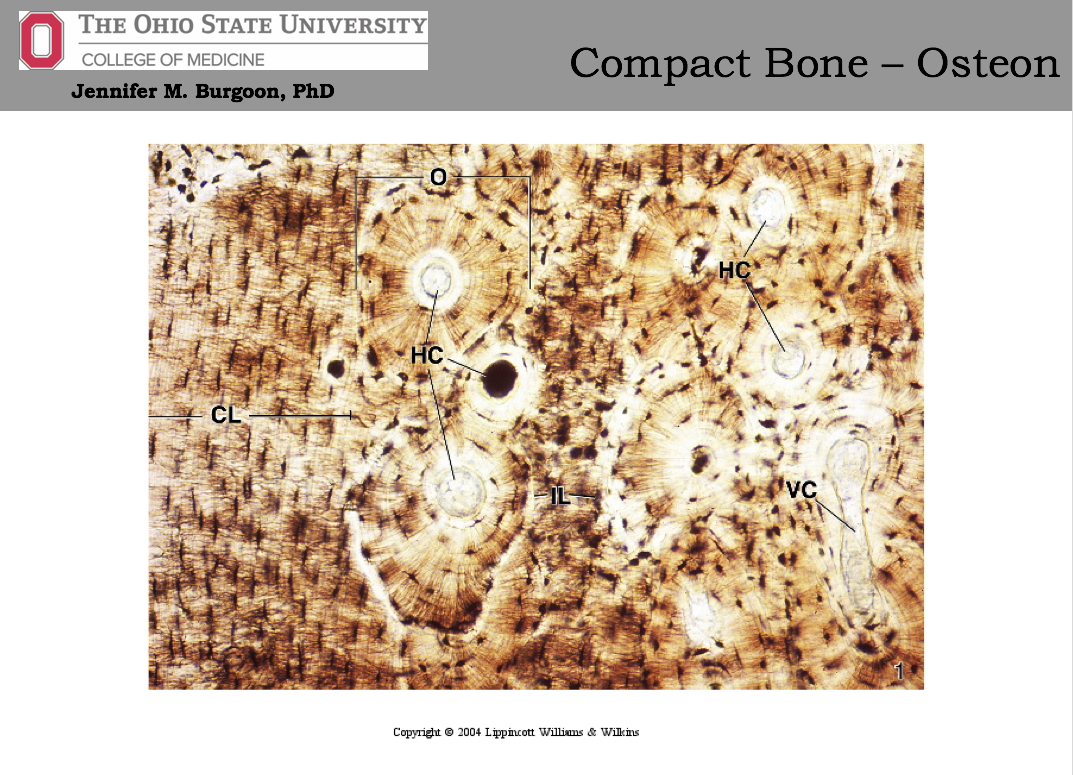 THE OHIO STATE UNIVERSITY
COLLEGE OF MEDICINE
Jennifer M. Burgoon, PhD
Compact Bone – Osteon
O
HC
HC
CL
IL
VC
1
Copyright © 2004 Lippincott Williams & Wilkins